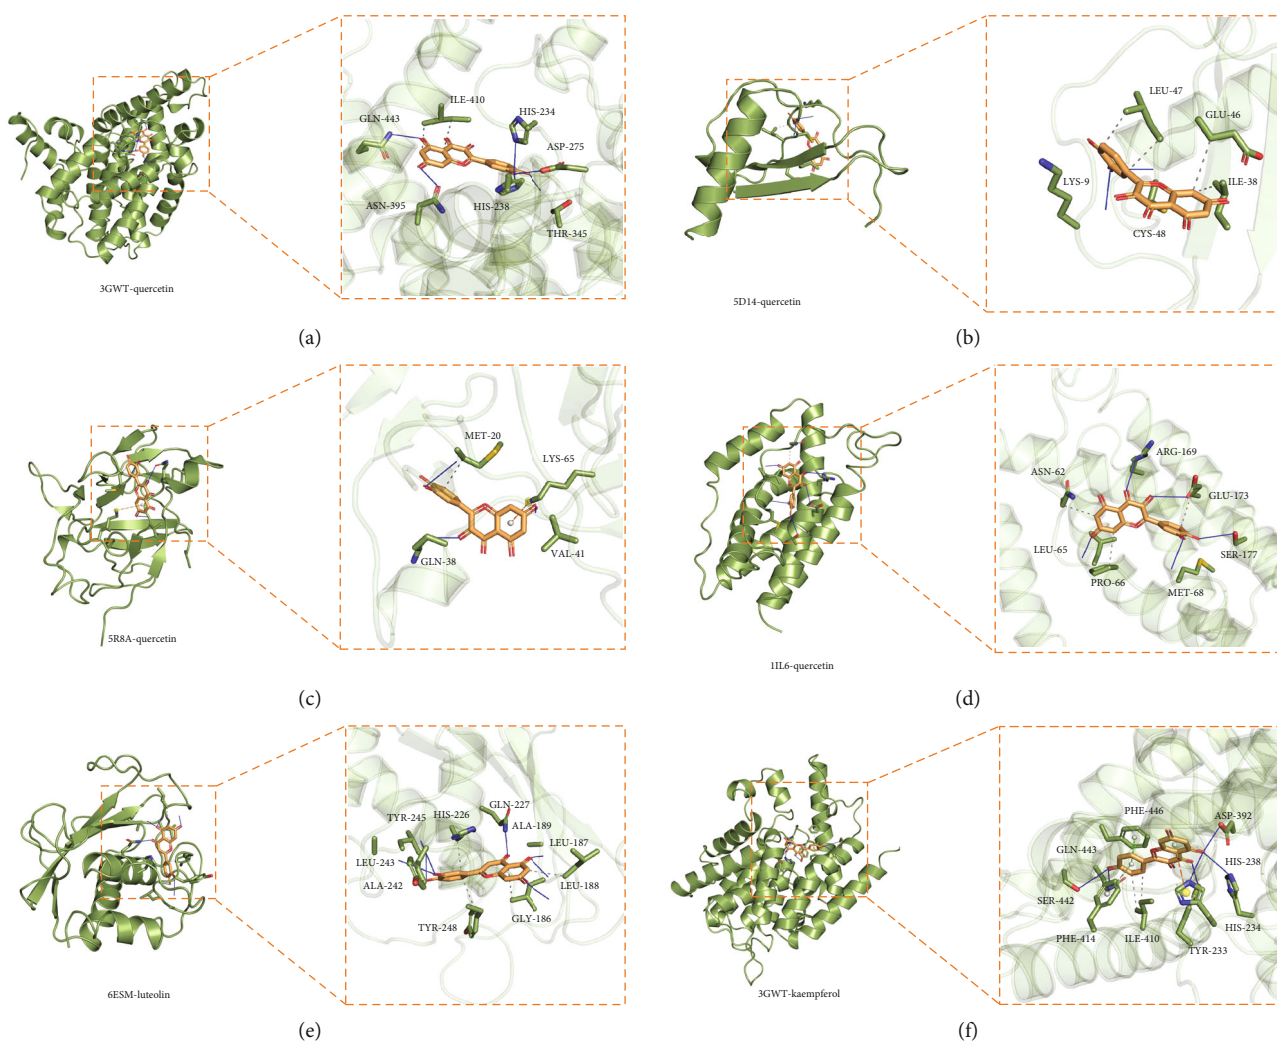 ILE-410
HIS-234
GLN-443
ASP-275
ASN-395
HIS-238
THR-345
3GWT-quercetin
(a)
LEU-47
GLU-46
LYS-9
ILE-38
CYS-48
5D14-quercetin
(b)
MET-20
LYS-65
VAL-41
GLN-38
5R8A-quercetin
(c)
ARG-169
ASN-62
GLU-173
LEU-65
SER-177
PRO-66
MET-68
1IL6-quercetin
(d)
GLN-227
TYR-245
HIS-226
ALA-189
LEU-187
LEU-243
ALA-242
LEU-188
GLY-186
TYR-248
6ESM-luteolin
(e)
PHE-446
ASP-392
GLN-443
HIS-238
SER-442
HIS-234
PHE-414
ILE-410
TYR-233
3GWT-kaempferol
(f)